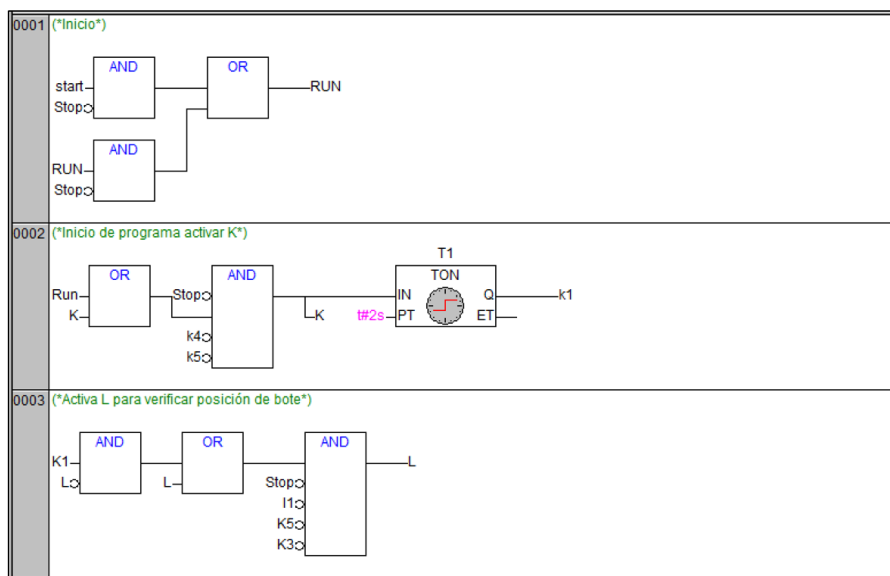 0001 (*Inicio*)
AND OR
start RUN
Stop
AND
RUN
Stop
0002 (*Inicio de programa activar K*)
T1
OR AND TON
Run Stop IN Q k1
K K t#2s PT ET
k4
k5
0003 (*Activa L para verificar posición de bote*)
AND OR AND
K1 L
L L Stop
I1
K5
K3